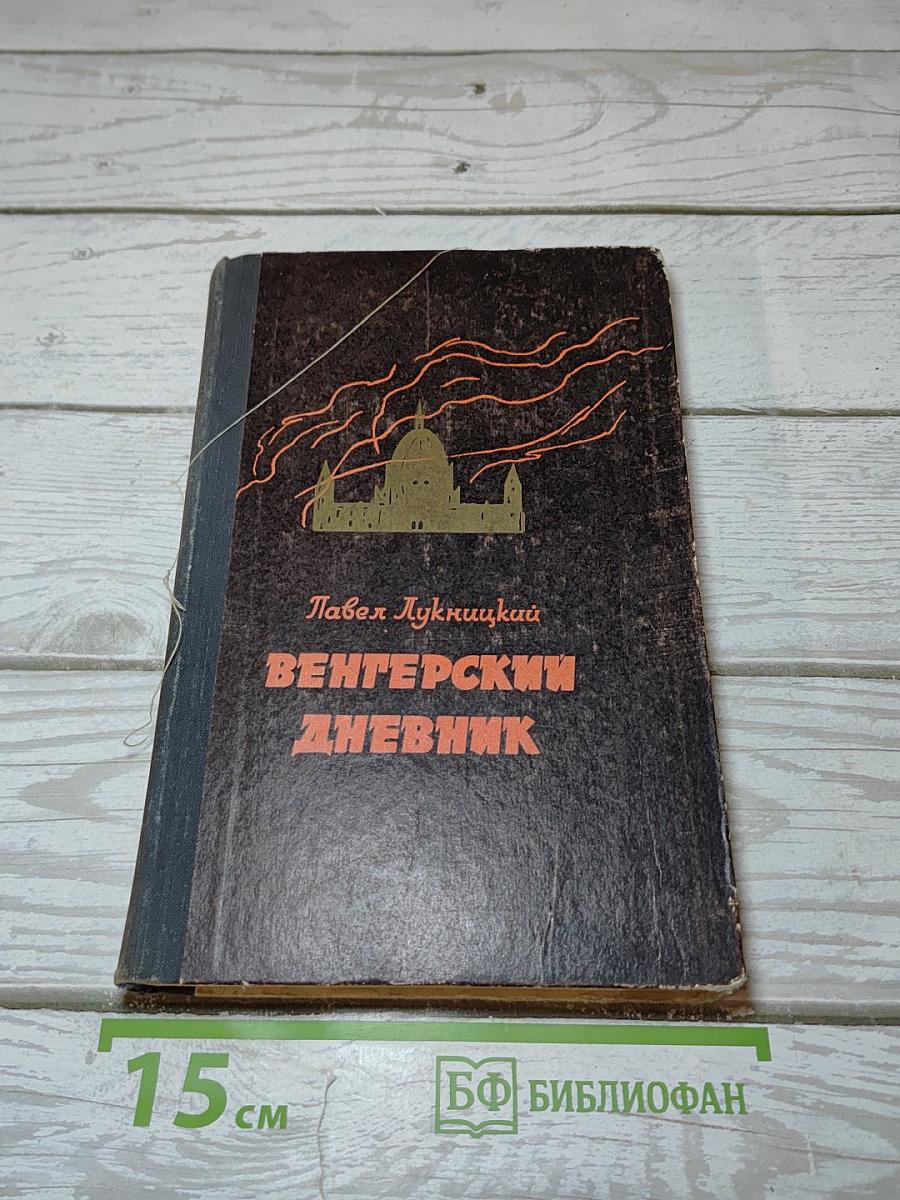 Павел Лукницкий
ВЕНГЕРСКИЙ
ДНЕВНИК
15 см
БФ БИБЛИОФАН